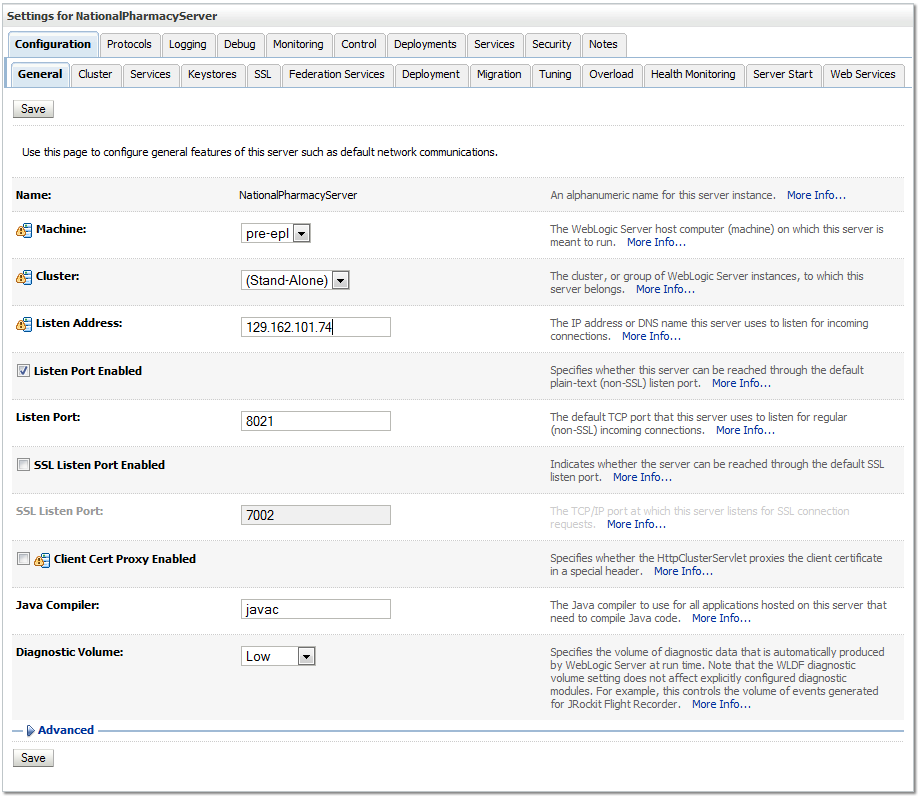 Settings for NationalPharmacyServer
Configuration Protocols Logging Debug Monitoring Control Deployments Services Security Notes
General Cluster Services Keystores SSL Federation Services Deployment Migration Tuning Overload Health Monitoring Server Start Web Services
Save
Use this page to configure general features of this server such as default network communications.
Name: NationalPharmacyServer An alphanumeric name for this server instance. More Info...
Machine: pre-epl The WebLogic Server host computer (machine) on which this server is
meant to run. More Info...
Cluster: (Stand-Alone) The cluster, or group of WebLogic Server instances, to which this
server belongs. More Info...
Listen Address: 129.162.101.74 The IP address or DNS name this server uses to listen for incoming
connections. More Info...
Listen Port Enabled Specifies whether this server can be reached through the default
plain-text (non-SSL) listen port. More Info...
Listen Port: 8021 The default TCP port that this server uses to listen for regular
(non-SSL) incoming connections. More Info...
SSL Listen Port Enabled Indicates whether the server can be reached through the default SSL
listen port. More Info...
SSL Listen Port: 7002 The TCP/IP port at which this server listens for SSL connection
requests. More Info...
Client Cert Proxy Enabled Specifies whether the HttpClusterServlet proxies the client certificate
in a special header. More Info...
Java Compiler: javac The Java compiler to use for all applications hosted on this server that
need to compile Java code. More Info...
Diagnostic Volume: Low Specifies the volume of diagnostic data that is automatically produced
by WebLogic Server at run time. Note that the WLDF diagnostic
volume setting does not affect explicitly configured diagnostic
modules. For example, this controls the volume of events generated
for JRockit Flight Recorder. More Info...
Advanced
Save